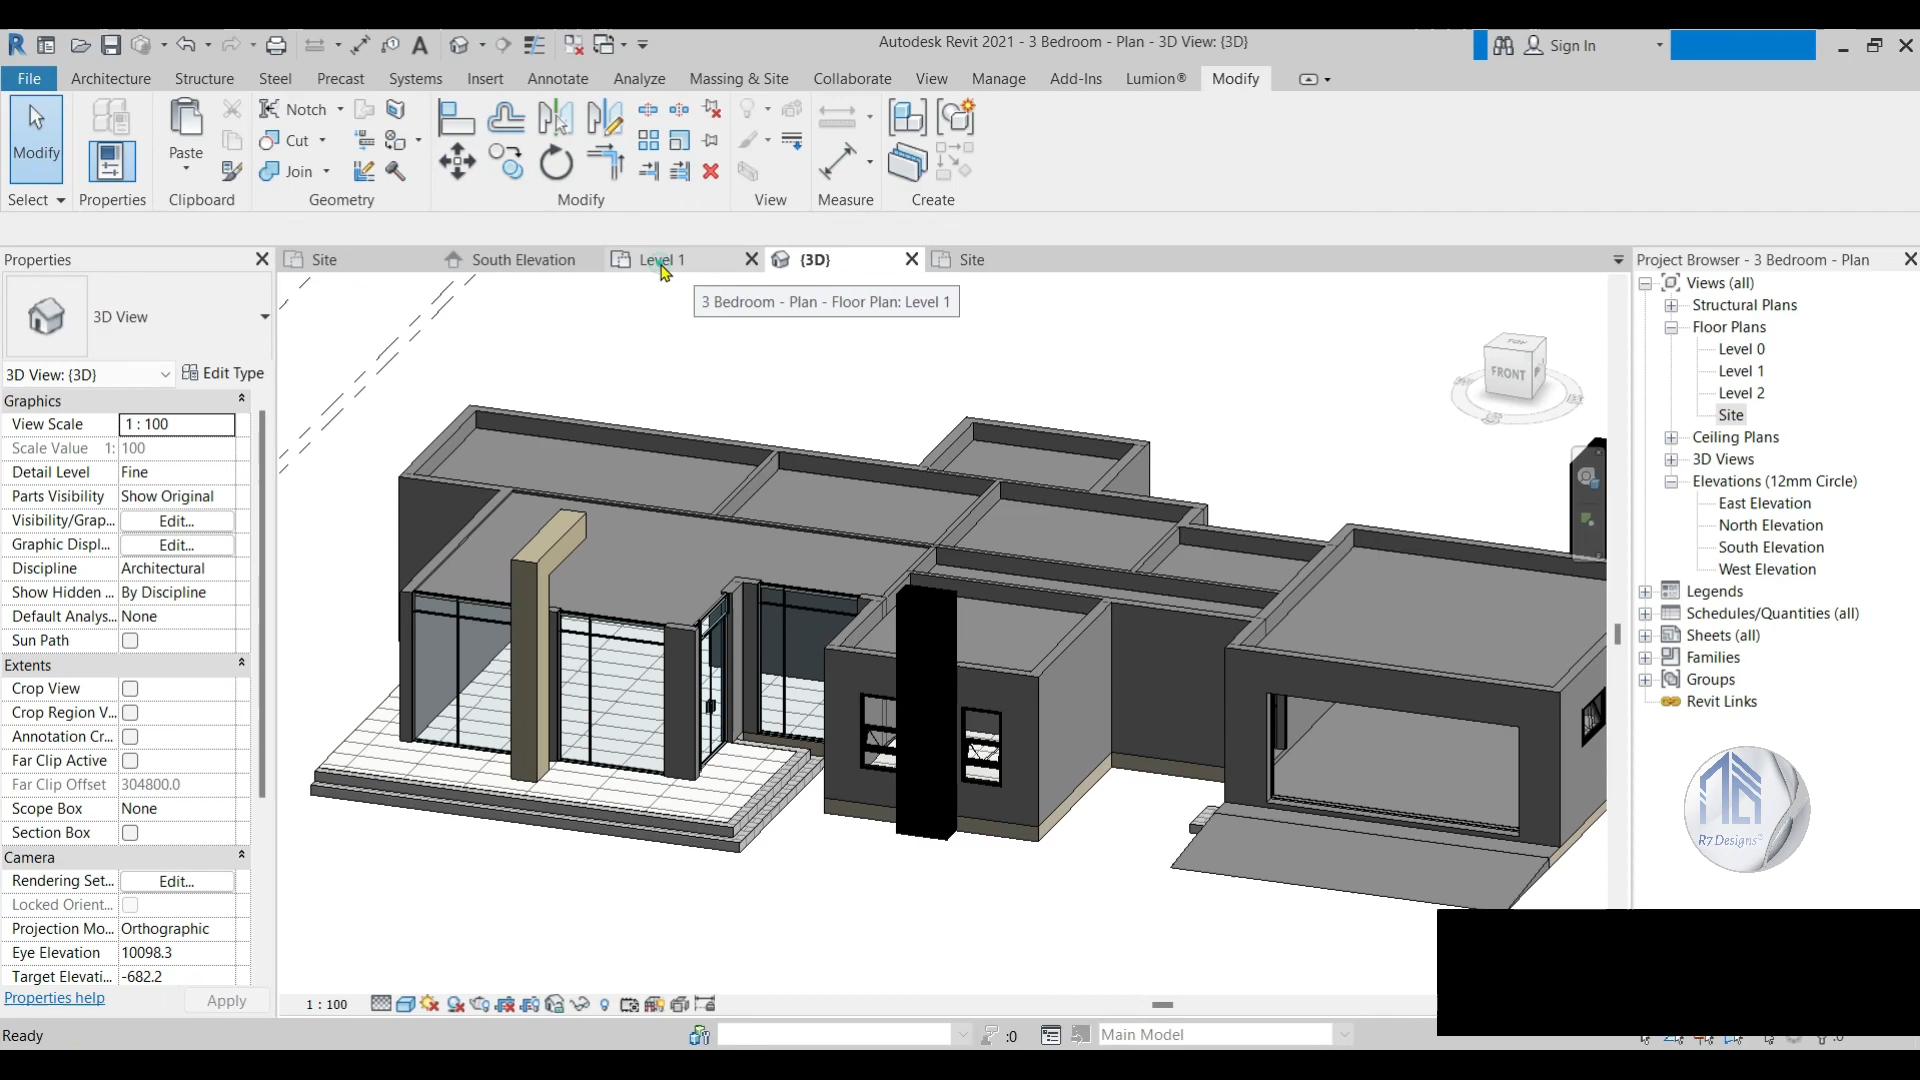 Autodesk Revit 2021 - 3 Bedroom - Plan - 3D View: {3D}
Sign In
File Architecture Structure Steel Precast Systems Insert Annotate Analyze Massing & Site Collaborate View Manage Add-Ins Lumion® Modify
Modify
Paste
Notch
Cut
Join
Select Properties Clipboard Geometry Modify View Measure Create
Properties
Site
South Elevation
Level 1
{3D}
Site
Project Browser - 3 Bedroom - Plan
3 Bedroom - Plan - Floor Plan: Level 1
3D View
3D View: {3D}
Edit Type
Graphics
View Scale 1 : 100
Scale Value 1: 100
Detail Level Fine
Parts Visibility Show Original
Visibility/Grap... Edit...
Graphic Displ... Edit...
Discipline Architectural
Show Hidden ... By Discipline
Default Analys... None
Sun Path
Extents
Crop View
Crop Region V...
Annotation Cr...
Far Clip Active
Far Clip Offset 304800.0
Scope Box None
Section Box
Camera
Rendering Set... Edit...
Locked Orient...
Projection Mo... Orthographic
Eye Elevation 10098.3
Target Elevati... -682.2
Properties help
Apply
TOP
FRONT
Views (all)
Structural Plans
Floor Plans
Level 0
Level 1
Level 2
Site
Ceiling Plans
3D Views
Elevations (12mm Circle)
East Elevation
North Elevation
South Elevation
West Elevation
Legends
Schedules/Quantities (all)
Sheets (all)
Families
Groups
Revit Links
R7 Designs
1 : 100
Ready
:0
Main Model
:0